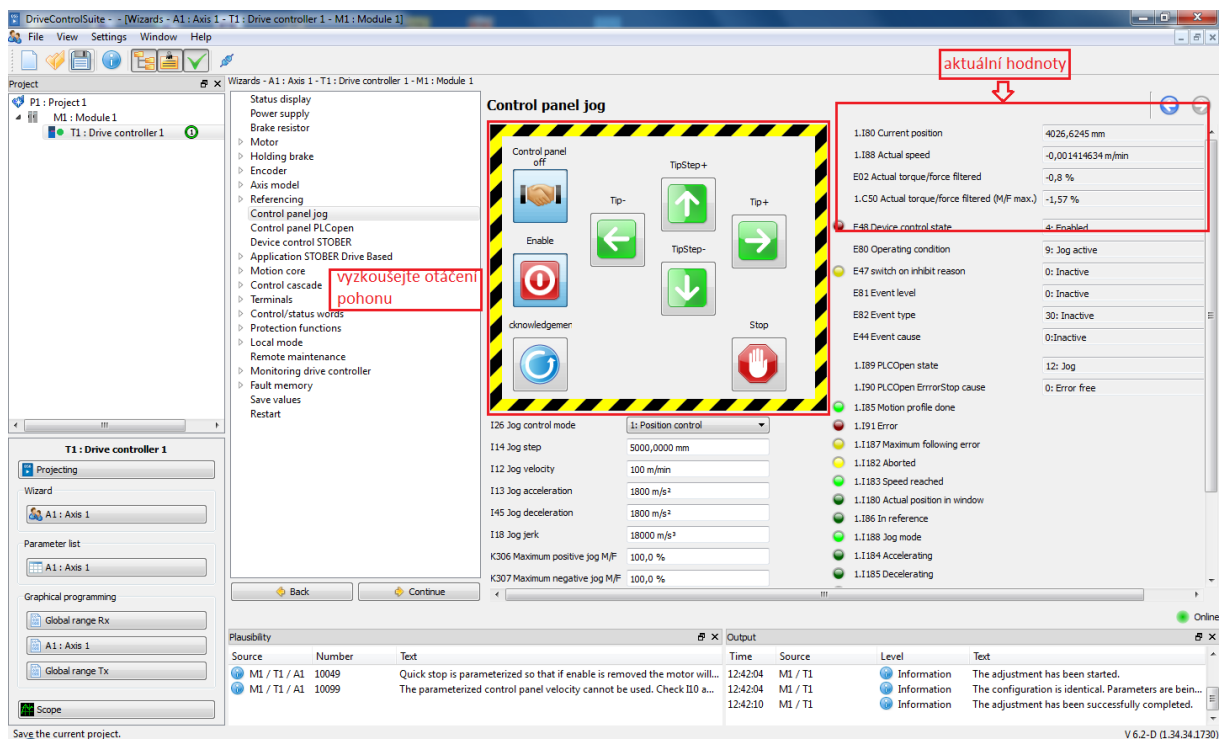 DriveControlSuite - - [Wizards - A1 : Axis 1 - T1 : Drive controller 1 - M1 : Module 1]
File View Settings Window Help
Project
P1 : Project 1
M1 : Module 1
T1 : Drive controller 1
T1 : Drive controller 1
Projecting
Wizard
A1 : Axis 1
Parameter list
A1 : Axis 1
Graphical programming
Global range Rx
A1 : Axis 1
Global range Tx
Scope
Wizards - A1 : Axis 1 - T1 : Drive controller 1 - M1 : Module 1
Status display
Power supply
Brake resistor
Motor
Holding brake
Encoder
Axis model
Referencing
Control panel jog
Control panel PLCopen
Device control STOBER
Application STOBER Drive Based
Motion core
Control cascade
Terminals
Control/status words
Protection functions
Local mode
Remote maintenance
Monitoring drive controller
Fault memory
Save values
Restart
vyzkoušejte otáčení
pohonu
Back
Continue
Control panel jog
Control panel
off
TipStep+
Tip-
Tip+
Enable
TipStep-
cknowledgemer
Stop
I26 Jog control mode 1: Position control
I14 Jog step 5000,0000 mm
I12 Jog velocity 100 m/min
I13 Jog acceleration 1800 m/s²
I45 Jog deceleration 1800 m/s²
I18 Jog jerk 18000 m/s³
K306 Maximum positive jog M/F 100,0 %
K307 Maximum negative jog M/F 100,0 %
aktuální hodnoty
1.I80 Current position 4026,6245 mm
1.I88 Actual speed -0,001414634 m/min
E02 Actual torque/force filtered -0,8 %
1.C50 Actual torque/force filtered (M/F max.) -1,57 %
E48 Device control state 4: Enabled
E80 Operating condition 9: Jog active
E47 switch on inhibit reason 0: Inactive
E81 Event level 0: Inactive
E82 Event type 30: Inactive
E44 Event cause 0:Inactive
1.I89 PLCOpen state 12: Jog
1.I90 PLCOpen ErrrorStop cause 0: Error free
1.I85 Motion profile done
1.I91 Error
1.I187 Maximum following error
1.I182 Aborted
1.I183 Speed reached
1.I180 Actual position in window
1.I86 In reference
1.I188 Jog mode
1.I184 Accelerating
1.I185 Decelerating
Online
Plausibility
Source Number Text
M1 / T1 / A1 10049 Quick stop is parameterized so that if enable is removed the motor will...
M1 / T1 / A1 10099 The parameterized control panel velocity cannot be used. Check I10 a...
Output
Time Source Level Text
12:42:04 M1 / T1 Information The adjustment has been started.
12:42:04 M1 / T1 Information The configuration is identical. Parameters are bein...
12:42:10 M1 / T1 Information The adjustment has been successfully completed.
Save the current project.
V 6.2-D (1.34.34.1730)